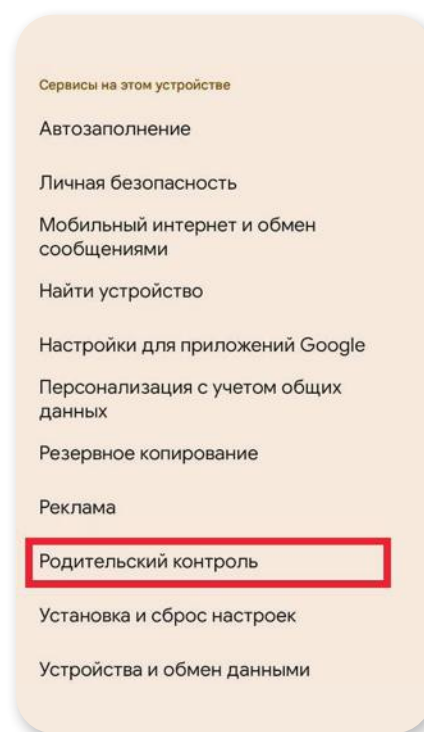 Сервисы на этом устройстве
Автозаполнение
Личная безопасность
Мобильный интернет и обмен
сообщениями
Найти устройство
Настройки для приложений Google
Персонализация с учетом общих
данных
Резервное копирование
Реклама
Родительский контроль
Установка и сброс настроек
Устройства и обмен данными